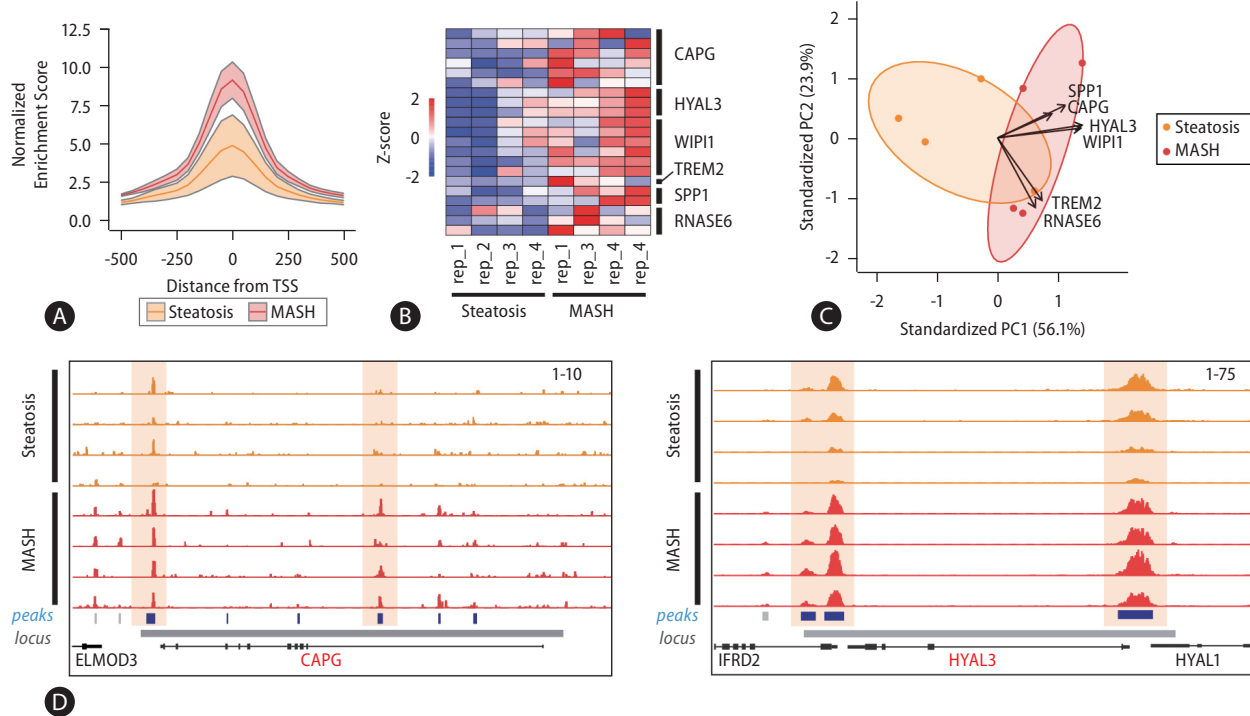 12.5
10.0
7.5
5.0
2.5
0.0
Normalized
Enrichment Score
-500 -250 0 250 500
Distance from TSS
Steatosis MASH
A
Z-score
2
0
-2
CAPG
HYAL3
WIPI1
TREM2
SPP1
RNASE6
rep_1 rep_2 rep_3 rep_4 rep_1 rep_3 rep_4 rep_4
Steatosis MASH
B
Standardized PC2 (23.9%)
2
1
0
-1
-2
SPP1
CAPG
HYAL3
WIPI1
TREM2
RNASE6
-2 -1 0 1 2
Standardized PC1 (56.1%)
Steatosis
MASH
C
1-10
Steatosis
MASH
peaks
locus
ELMOD3 CAPG
1-75
Steatosis
MASH
peaks
locus
IFRD2 HYAL3 HYAL1
D